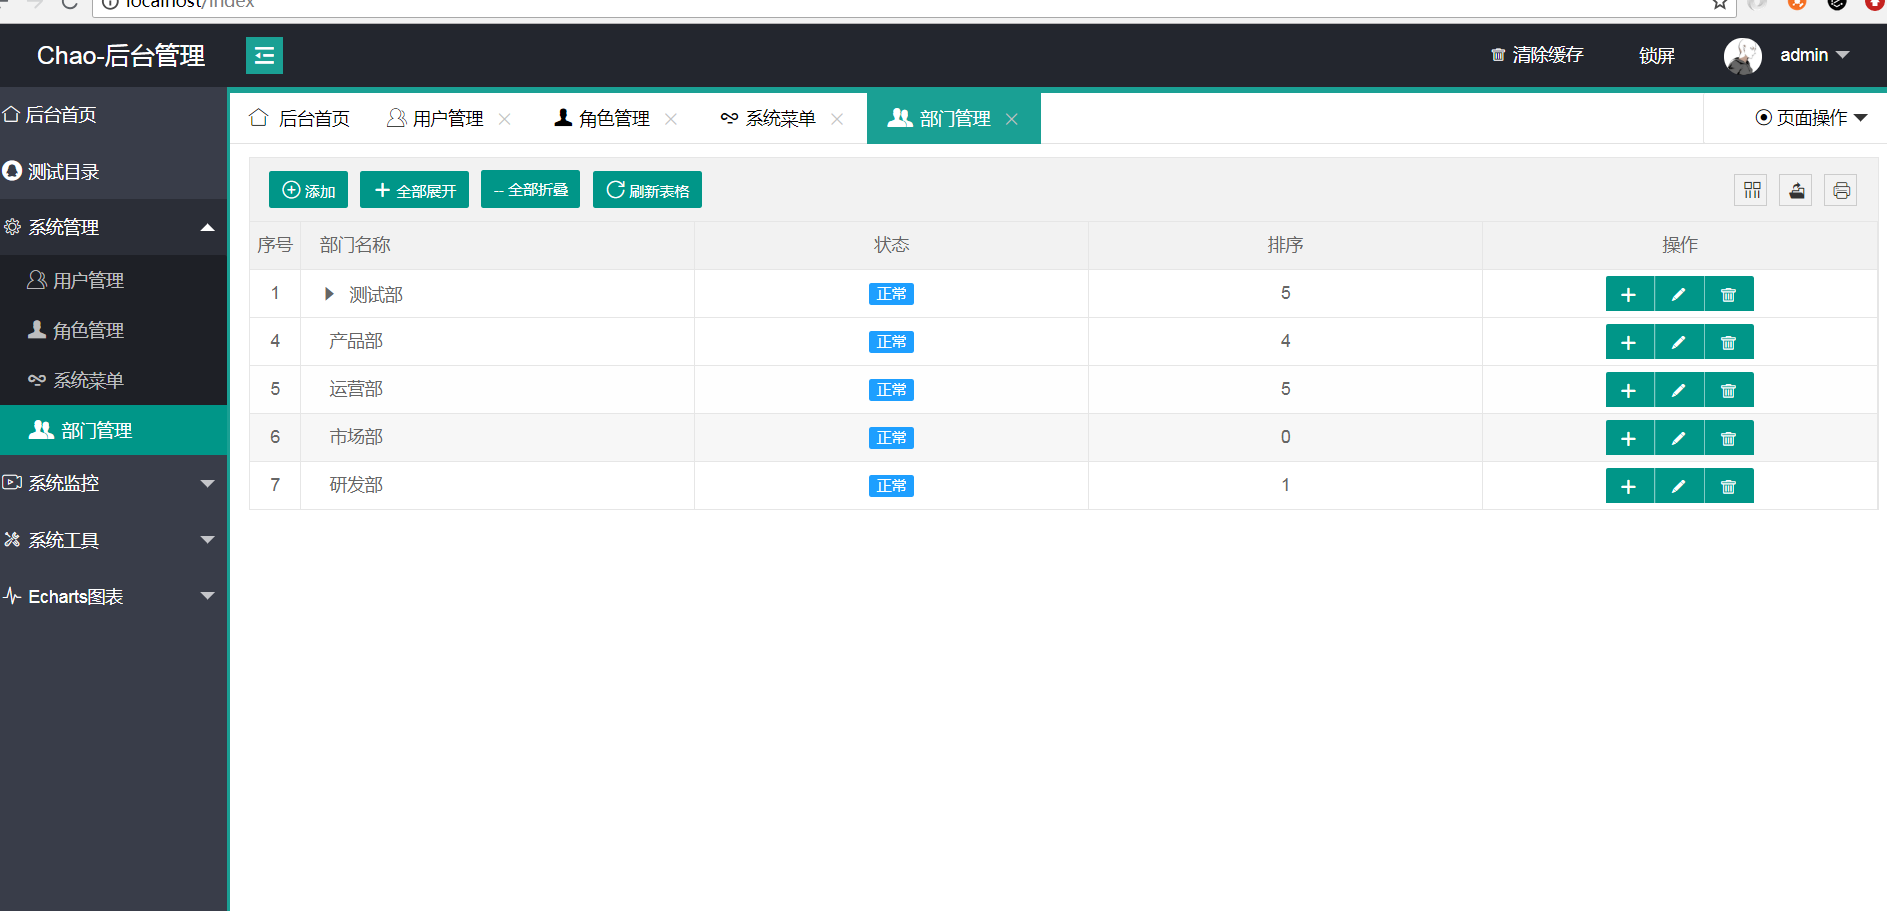 localhost/index
Chao-后台管理
清除缓存
锁屏
admin
后台首页
测试目录
系统管理
用户管理
角色管理
系统菜单
部门管理
系统监控
系统工具
Echarts图表
后台首页 用户管理 角色管理 系统菜单 部门管理 页面操作
添加 全部展开 全部折叠 刷新表格
序号 部门名称 状态 排序 操作
1 测试部 正常 5
4 产品部 正常 4
5 运营部 正常 5
6 市场部 正常 0
7 研发部 正常 1